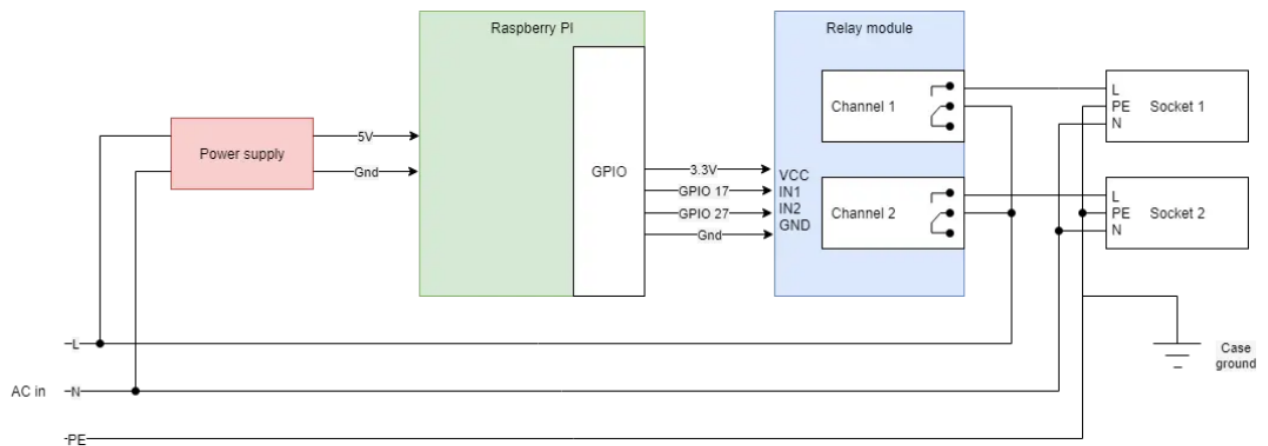 Raspberry PI
Relay module
Power supply
5V
Gnd
GPIO
3.3V
GPIO 17
GPIO 27
Gnd
VCC
IN1
IN2
GND
Channel 1
Channel 2
L
PE
N
Socket 1
L
PE
N
Socket 2
Case
ground
AC in
L
N
PE